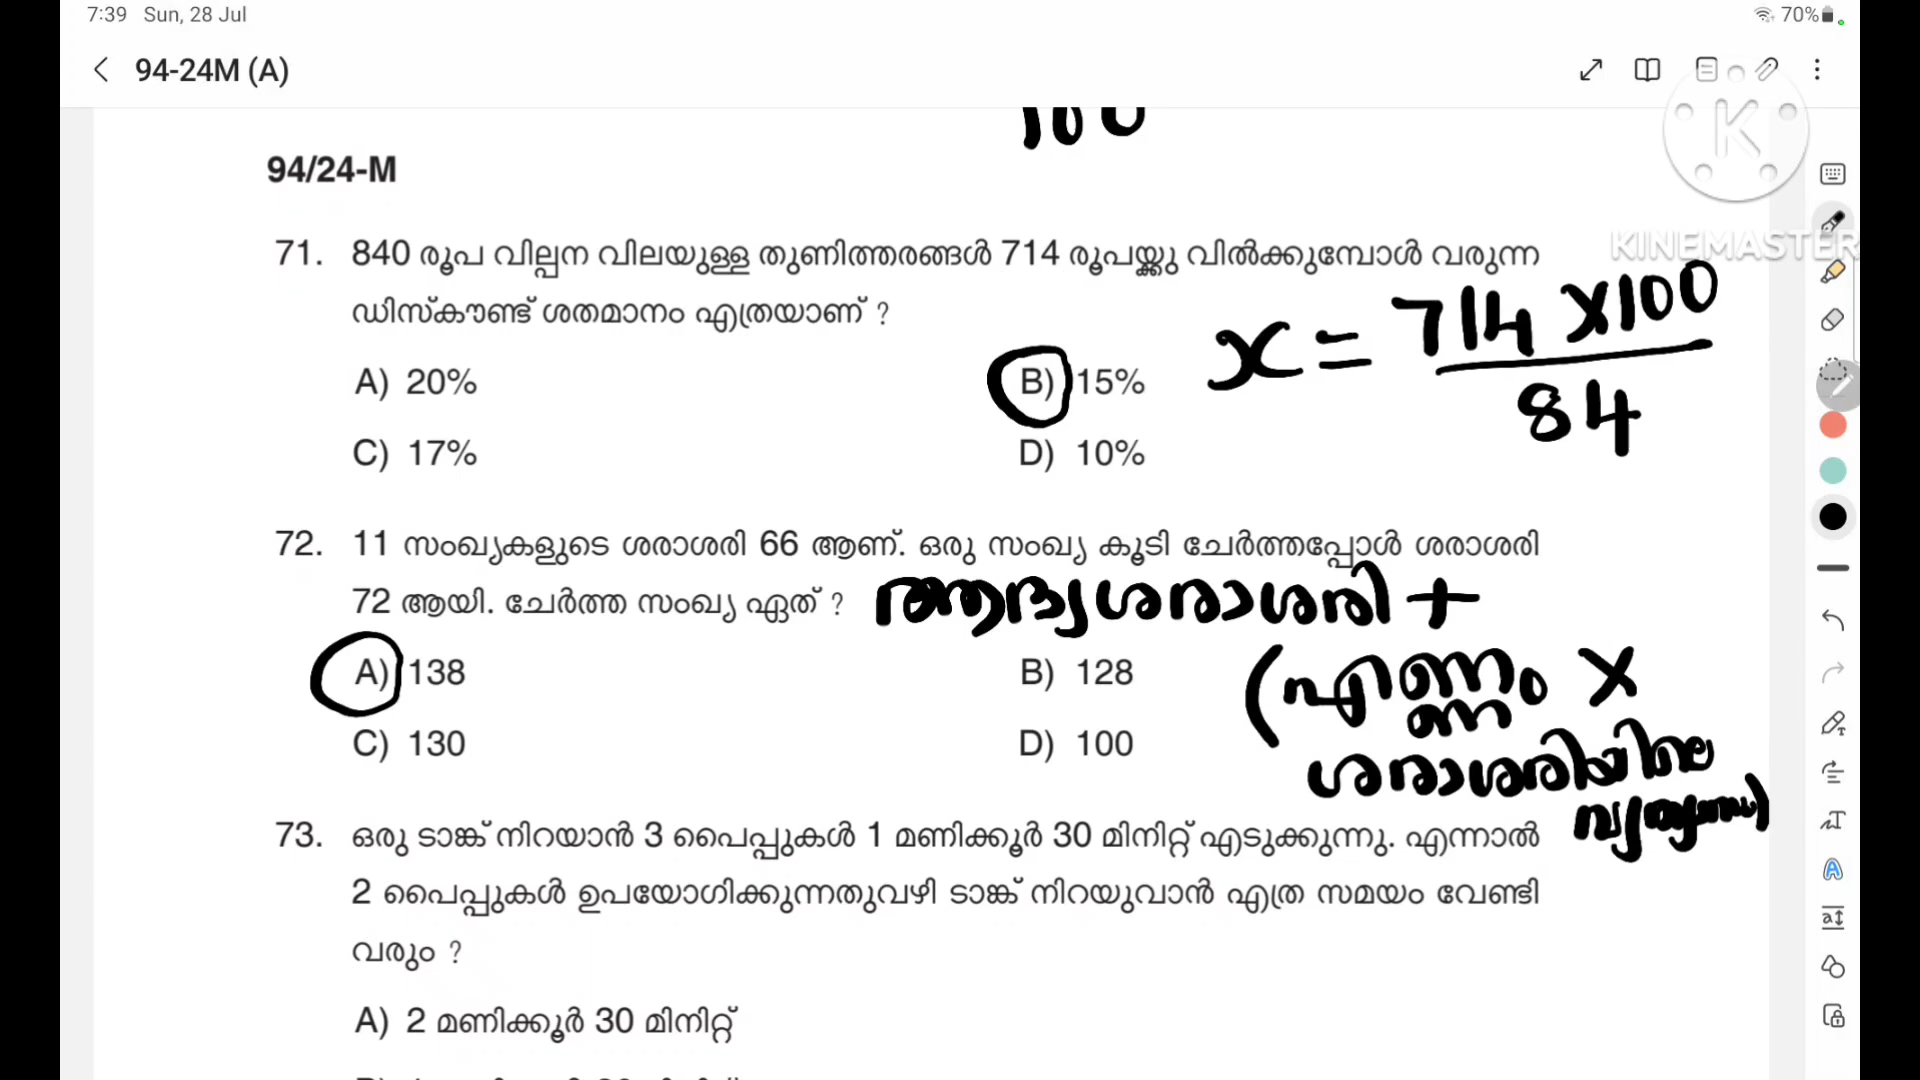 7:39 Sun, 28 Jul
70%
94-24M (A)
100
94/24-M
KINEMASTER
71. 840 രൂപ വില്പന വിലയുള്ള തുണിത്തരങ്ങൾ 714 രൂപയ്ക്കു വിൽക്കുമ്പോൾ വരുന്ന
ഡിസ്കൗണ്ട് ശതമാനം എത്രയാണ് ?
x = 714 x 100
84
A) 20%
B) 15%
C) 17%
D) 10%
72. 11 സംഖ്യകളുടെ ശരാശരി 66 ആണ്. ഒരു സംഖ്യ കൂടി ചേർത്തപ്പോൾ ശരാശരി
72 ആയി. ചേർത്ത സംഖ്യ ഏത് ?
ആദ്യശരാശരി +
A) 138
B) 128
(എണ്ണം x
C) 130
D) 100
ശരാശരിയിലെ
വ്യത്യാസം)
73. ഒരു ടാങ്ക് നിറയാൻ 3 പൈപ്പുകൾ 1 മണിക്കൂർ 30 മിനിറ്റ് എടുക്കുന്നു. എന്നാൽ
2 പൈപ്പുകൾ ഉപയോഗിക്കുന്നതുവഴി ടാങ്ക് നിറയുവാൻ എത്ര സമയം വേണ്ടി
വരും ?
A) 2 മണിക്കൂർ 30 മിനിറ്റ്